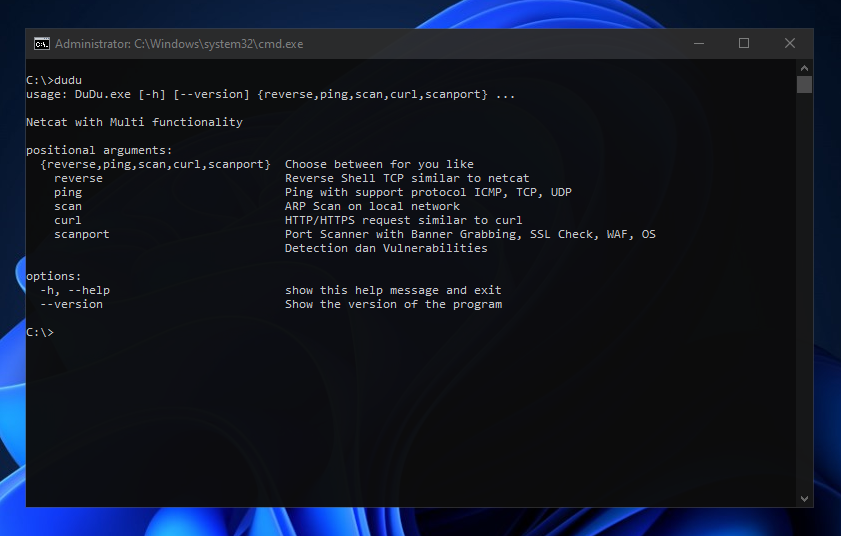 Administrator: C:\Windows\system32\cmd.exe
C:\>dudu
usage: DuDu.exe [-h] [--version] {reverse,ping,scan,curl,scanport} ...
Netcat with Multi functionality
positional arguments:
{reverse,ping,scan,curl,scanport}  Choose between for you like
reverse                          Reverse Shell TCP similar to netcat
ping                             Ping with support protocol ICMP, TCP, UDP
scan                             ARP Scan on local network
curl                             HTTP/HTTPS request similar to curl
scanport                         Port Scanner with Banner Grabbing, SSL Check, WAF, OS
Detection dan Vulnerabilities
options:
-h, --help                         show this help message and exit
--version                          Show the version of the program
C:\>